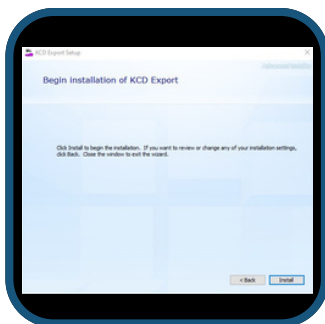 KCD Export Setup
Begin installation of KCD Export
Click Install to begin the installation. If you want to review or change any of your installation settings,
click Back. Close the window to exit the wizard.
< Back
Install